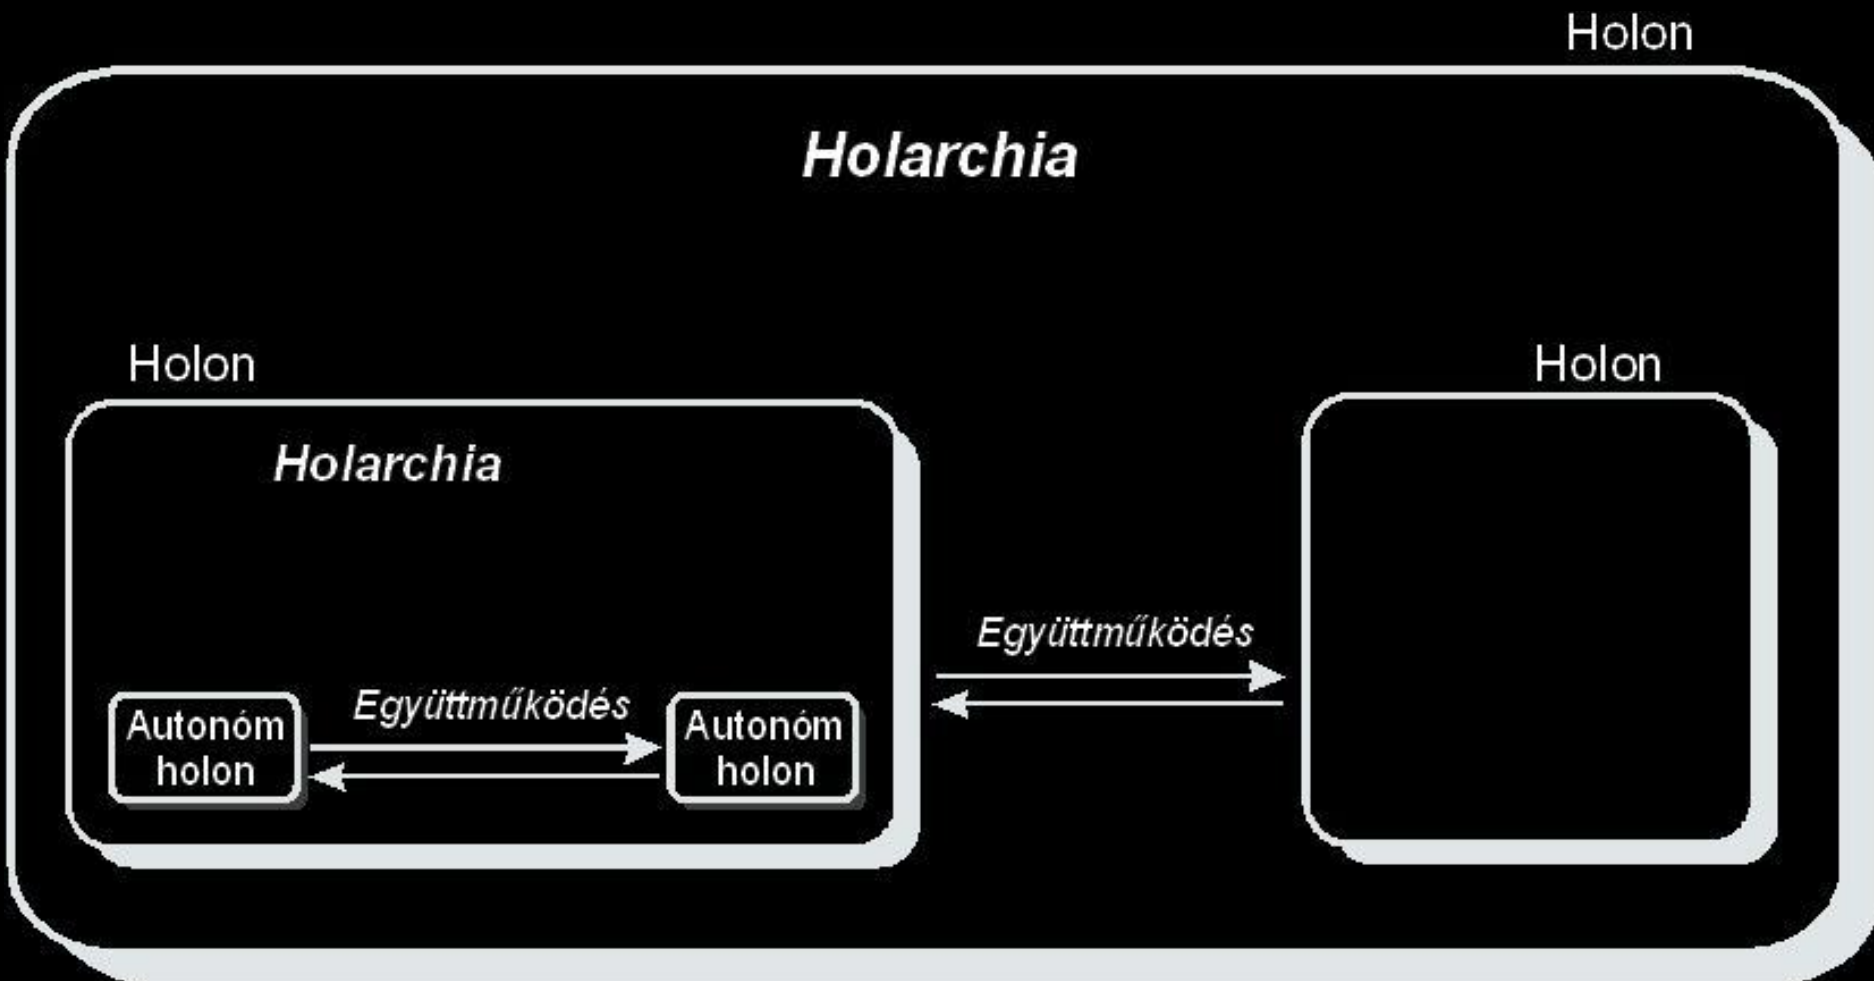 Holon
Holarchia
Holon
Holon
Holarchia
Együttműködés
Együttműködés
Autonóm
holon
Autonóm
holon